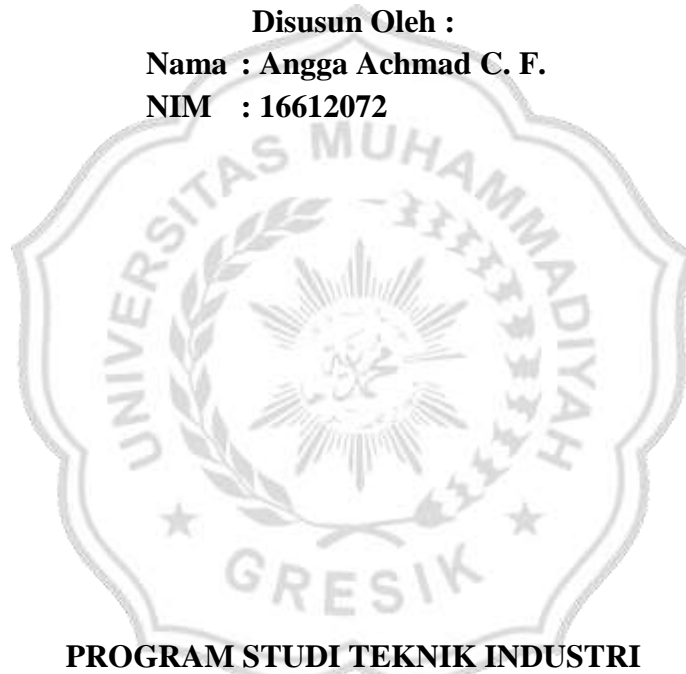 Disusun Oleh :
Nama : Angga Achmad C. F.
NIM : 16612072
UNIVERSITAS MUHAMMADIYAH
GRESIK
PROGRAM STUDI TEKNIK INDUSTRI